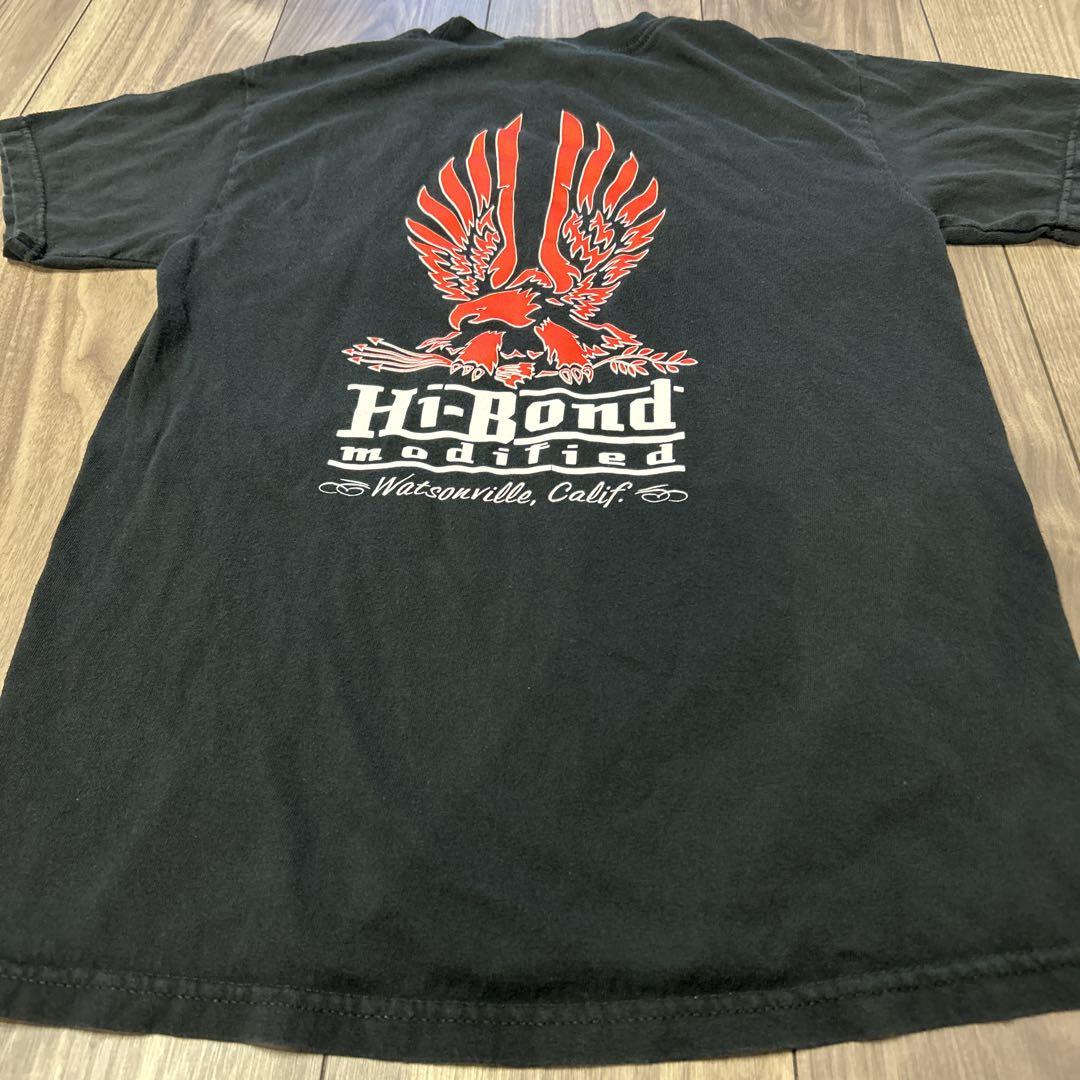 Hi-Bond
modified
Watsonville, Calif.